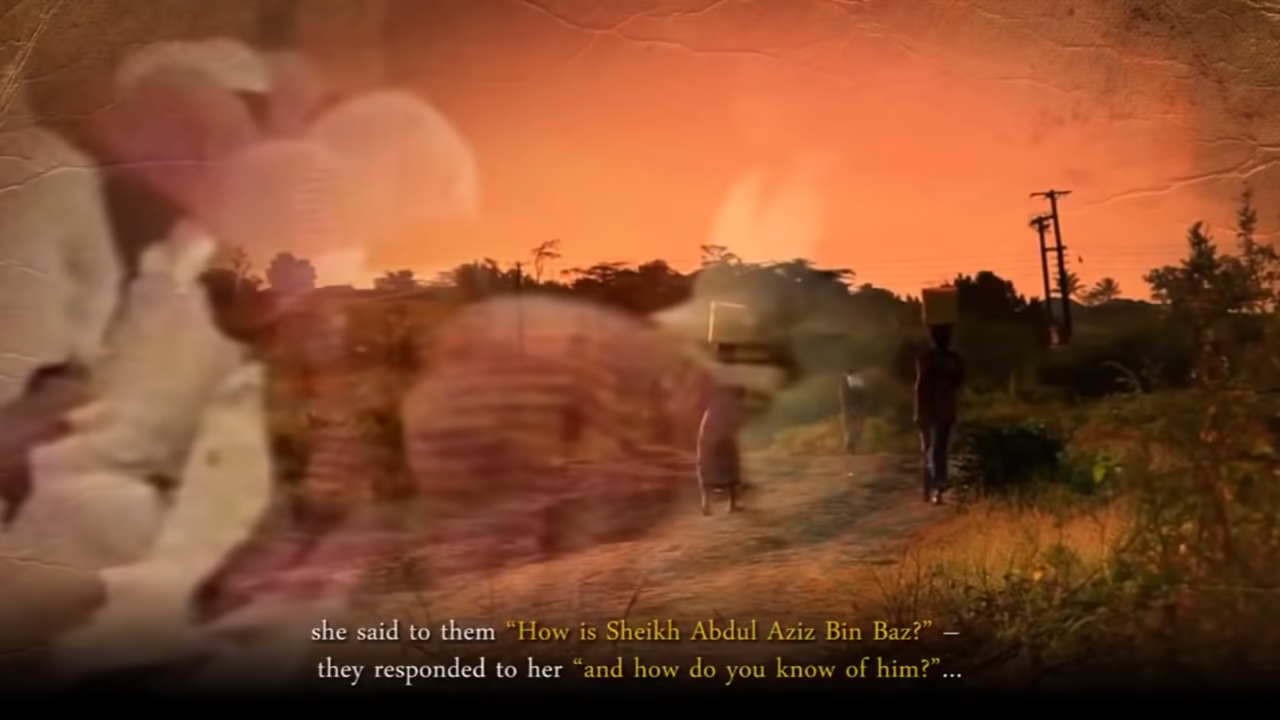 she said to them “How is Sheikh Abdul Aziz Bin Baz?” –
they responded to her “and how do you know of him?”...